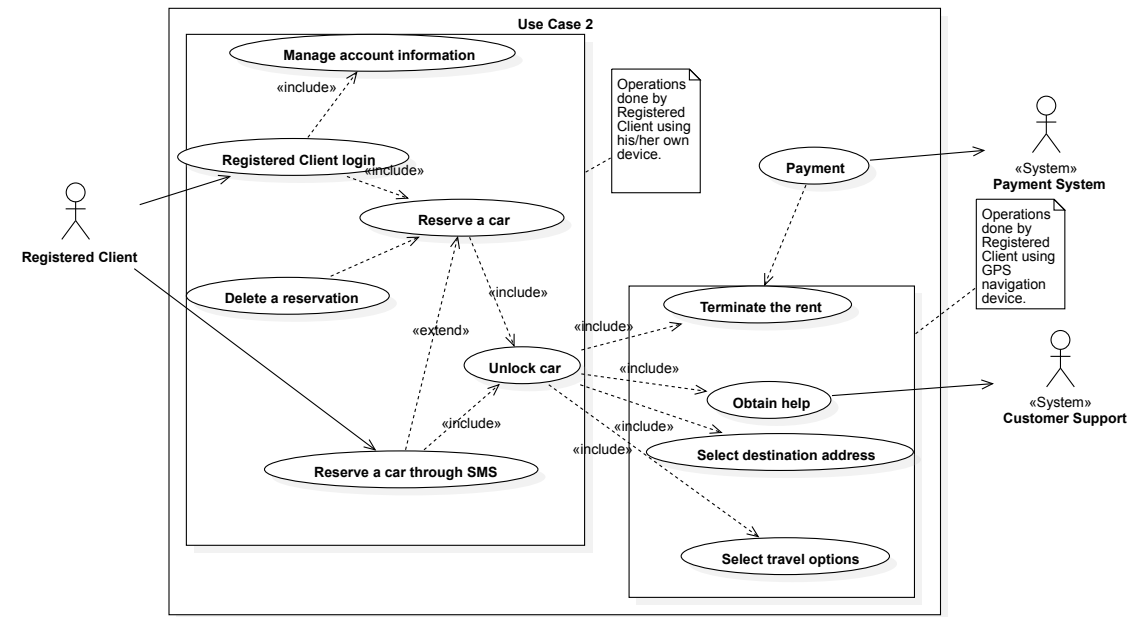 Use Case 2
Manage account information
«include»
Operations
done by
Registered
Client using
his/her own
device.
Registered Client login
«include»
Payment
«System»
Payment System
Reserve a car
Operations
done by
Registered
Client using
GPS
navigation
device.
Registered Client
Delete a reservation
«include»
Terminate the rent
«extend»
«include»
Unlock car
«include»
Obtain help
«System»
Customer Support
«include»
«include»
«include»
Select destination address
Reserve a car through SMS
Select travel options